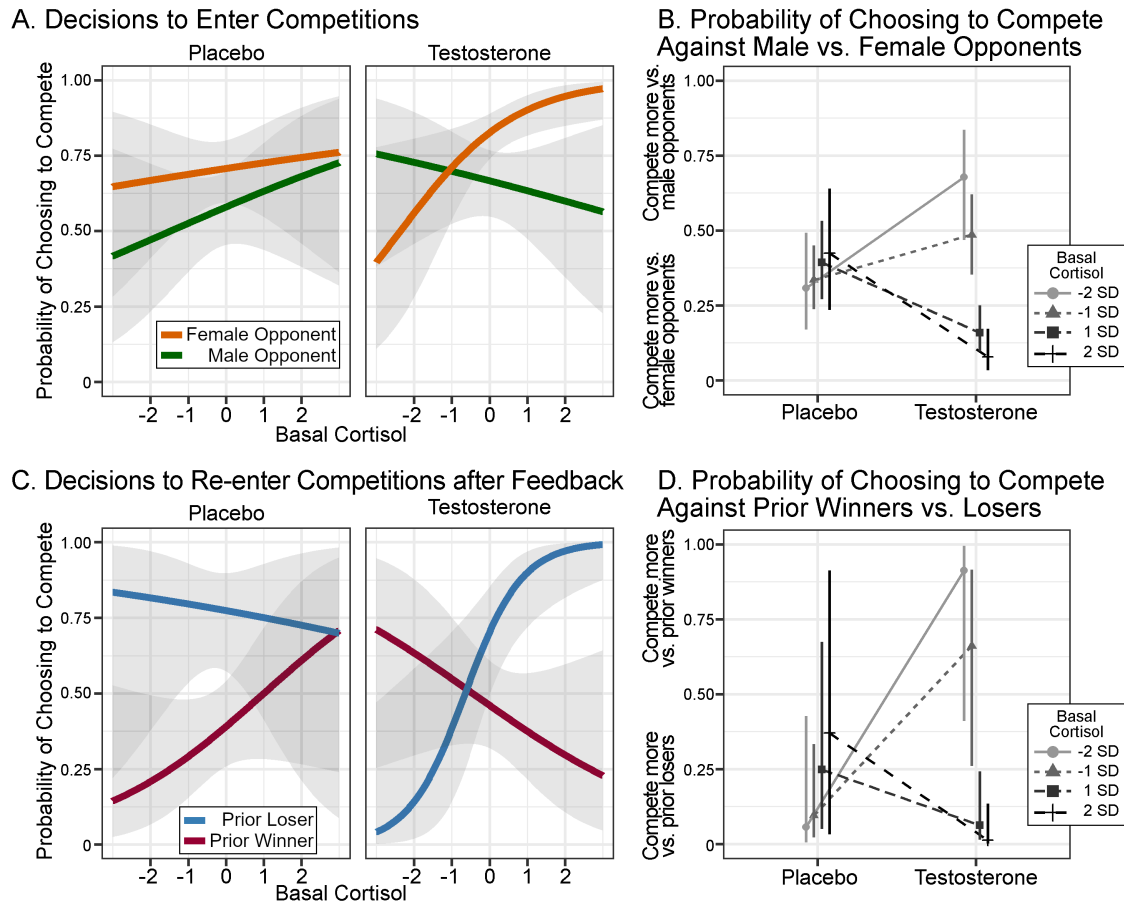 A. Decisions to Enter Competitions
Placebo
Testosterone
Probability of Choosing to Compete
1.00
0.75
0.50
0.25
0
Female Opponent
Male Opponent
-2 -1 0 1 2
-2 -1 0 1 2
Basal Cortisol
B. Probability of Choosing to Compete
Against Male vs. Female Opponents
Compete more vs.
male opponents
Compete more vs.
female opponents
1.00
0.75
0.50
0.25
0
Placebo
Testosterone
Basal
Cortisol
-2 SD
-1 SD
1 SD
2 SD
C. Decisions to Re-enter Competitions after Feedback
Placebo
Testosterone
Probability of Choosing to Compete
1.00
0.75
0.50
0.25
0
Prior Loser
Prior Winner
-2 -1 0 1 2
-2 -1 0 1 2
Basal Cortisol
D. Probability of Choosing to Compete
Against Prior Winners vs. Losers
Compete more
vs. prior winners
Compete more
vs. prior losers
1.00
0.75
0.50
0.25
0
Placebo
Testosterone
Basal
Cortisol
-2 SD
-1 SD
1 SD
2 SD